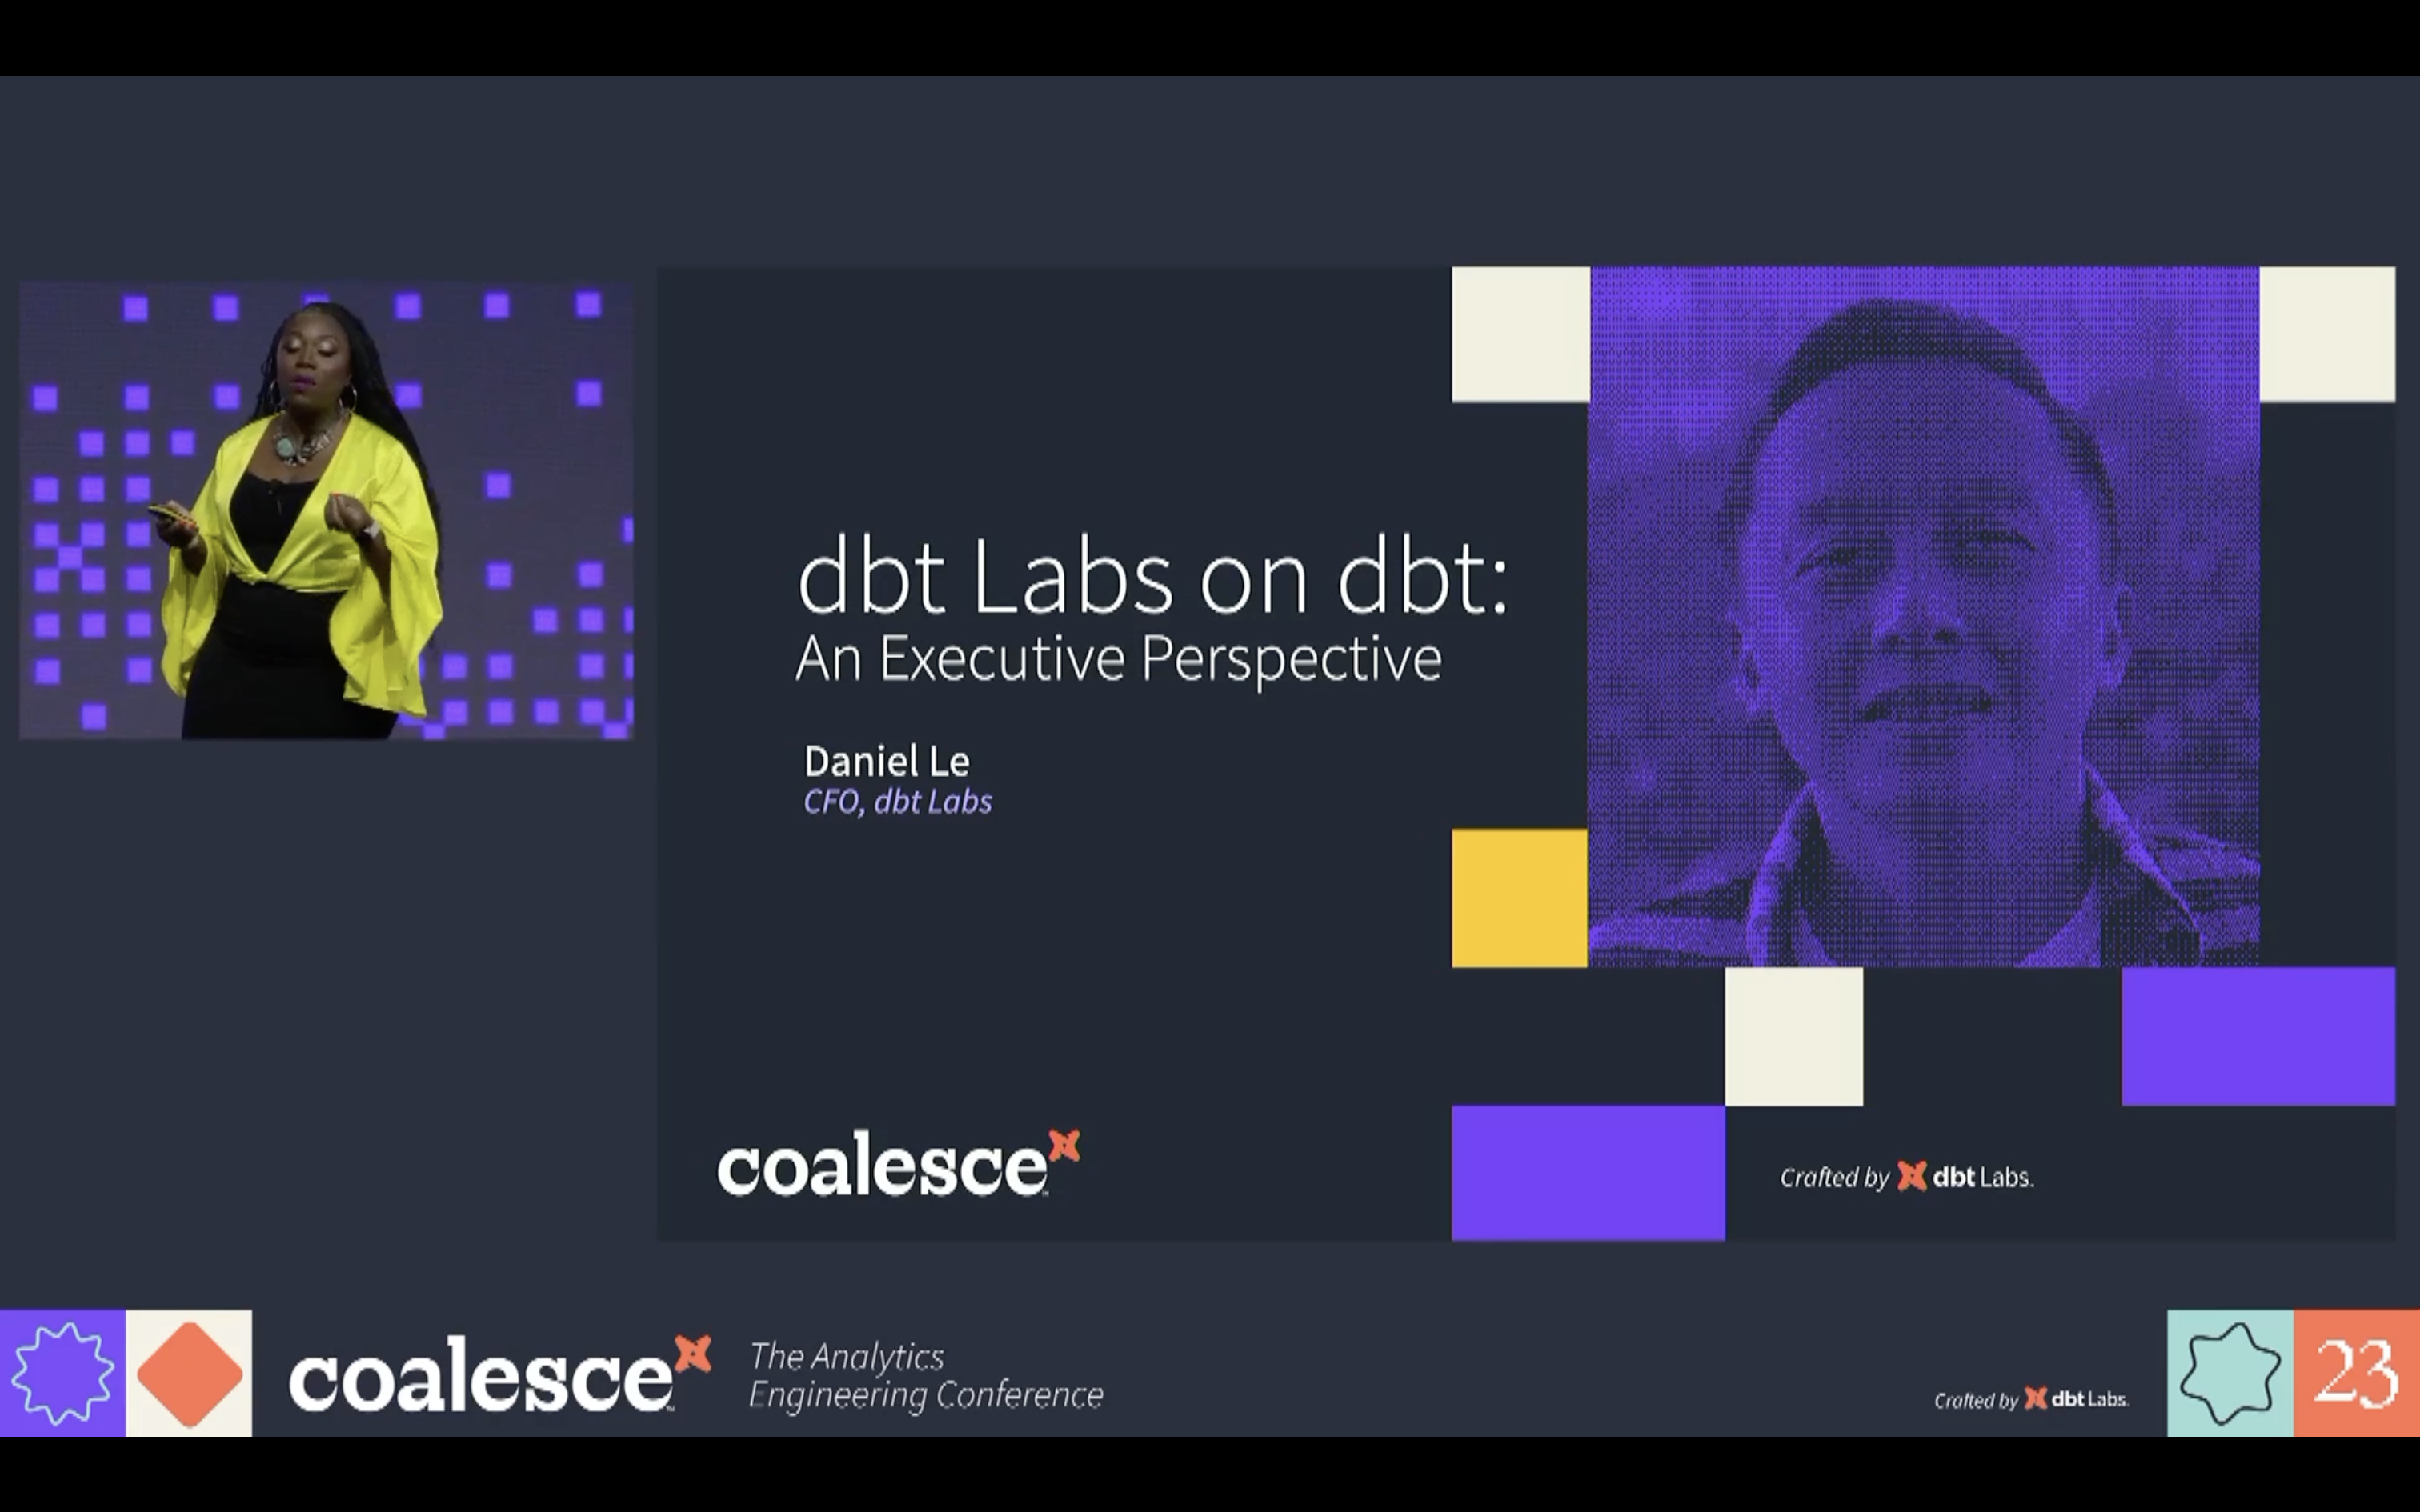 dbt Labs on dbt:
An Executive Perspective
Daniel Le
CFO, dbt Labs
coalesce
Crafted by dbt Labs.
coalesce
The Analytics
Engineering Conference
Crafted by dbt Labs.
23